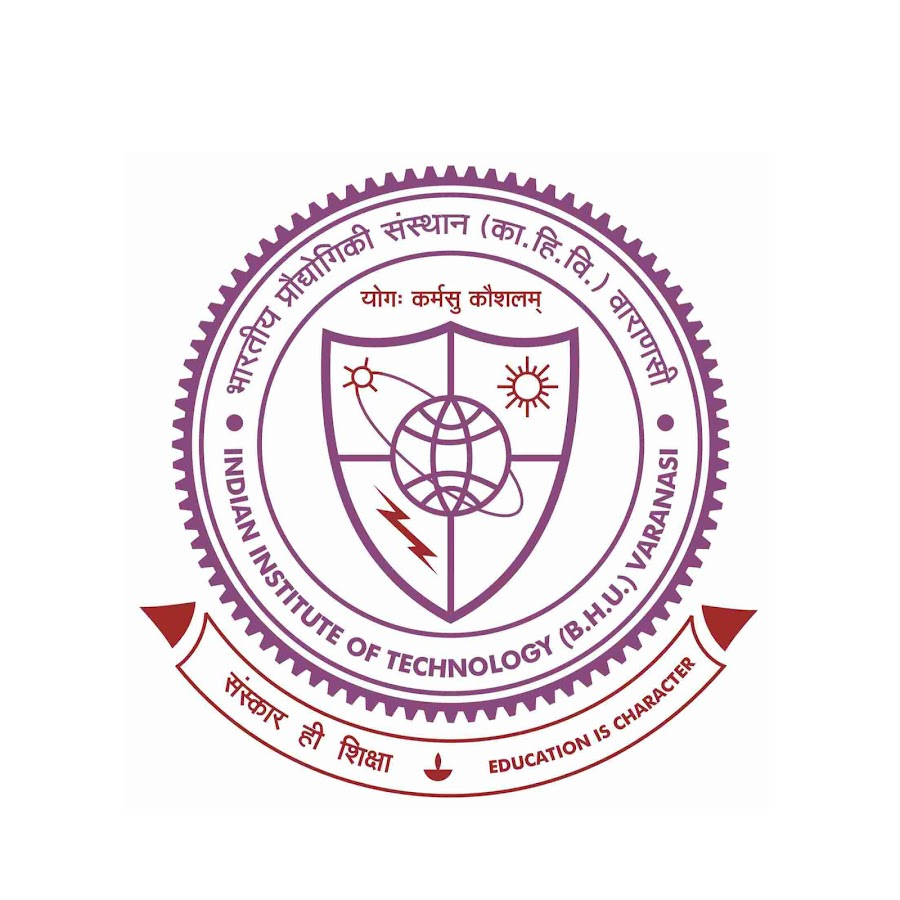 भारतीय प्रौद्योगिकी संस्थान (का.हि.वि.) वाराणसी
योगः कर्मसु कौशलम्
INDIAN INSTITUTE OF TECHNOLOGY (B.H.U.) VARANASI
संस्कार ही शिक्षा
EDUCATION IS CHARACTER